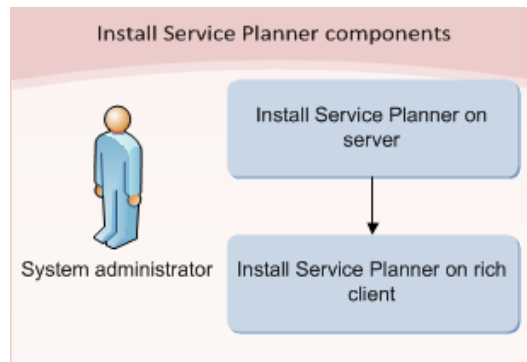 Install Service Planner components
Install Service Planner on
server
System administrator
Install Service Planner on rich
client